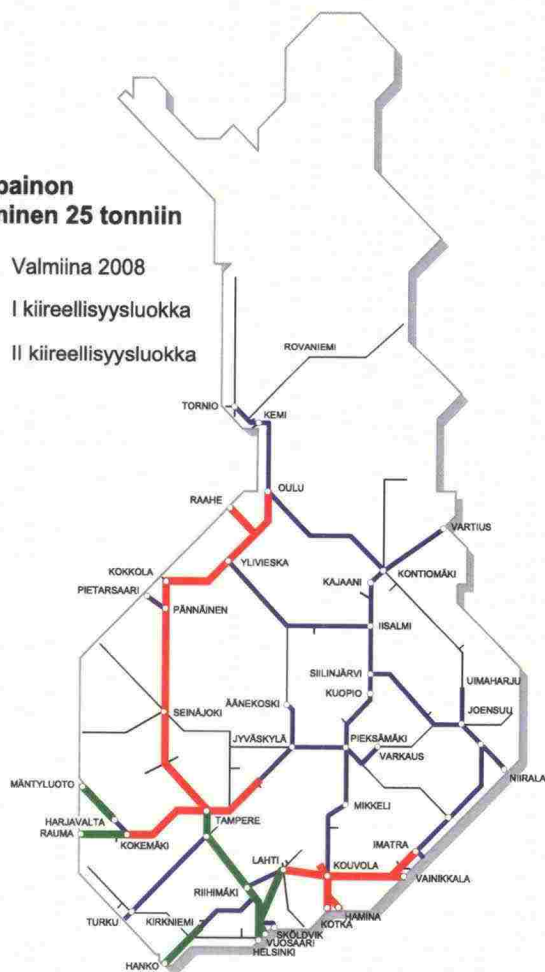 painon
minen 25 tonniin
Valmiina 2008
I kiireellisyysluokka
II kiireellisyysluokka
ROVANIEMI
TORNIO
KEMI
OULU
RAAHE
VARTIUS
YLIVIESKA
KONTIOMÄKI
KOKKOLA
KAJAANI
PIETARSAARI
PÄNNÄINEN
IISALMI
SIILINJÄRVI
UIMAHARJU
KUOPIO
ÄÄNEKOSKI
SEINÄJOKI
JOENSUU
JYVÄSKYLÄ
PIEKSÄMÄKI
VARKAUS
NIIRALA
MÄNTYLUOTO
HARJAVALTA
TAMPERE
MIKKELI
RAUMA
KOKEMÄKI
IMATRA
LAHTI
KOUVOLA
VAINIKKALA
RIIHIMÄKI
TURKU
KIRKNIEMI
HAMINA
KOTKA
SKÖLDVIK
VUOSAARI
HELSINKI
HANKO